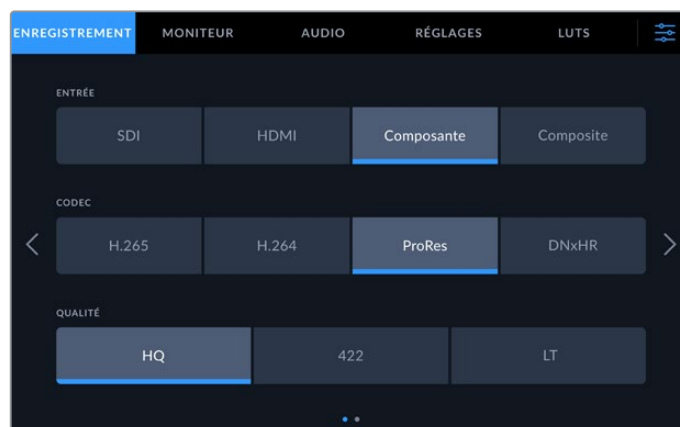 ENREGISTREMENT MONITEUR AUDIO RÉGLAGES LUTS
ENTRÉE
SDI HDMI Composante Composite
CODEC
H.265 H.264 ProRes DNxHR
QUALITÉ
HQ 422 LT